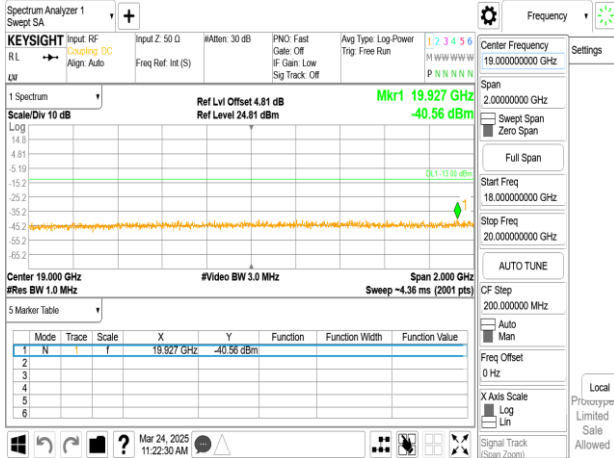 Spectrum Analyzer 1
Swept SA
Frequency
KEYSIGHT
RL
Input: RF
Coupling: DC
Align: Auto
Input Z: 50 Ω
Freq Ref: Int (S)
#Atten: 30 dB
PNO: Fast
Gate: Off
IF Gain: Low
Sig Track: Off
Avg Type: Log-Power
Trig: Free Run
1 2 3 4 5 6
M W W W W W
P N N N N N
Center Frequency
19.000000000 GHz
Settings
1 Spectrum
Scale/Div 10 dB
Ref Lvl Offset 4.81 dB
Ref Level 24.81 dBm
Mkr1 19.927 GHz
-40.56 dBm
Span
2.00000000 GHz
Swept Span
Zero Span
Full Span
Start Freq
18.000000000 GHz
Stop Freq
20.000000000 GHz
AUTO TUNE
Log
14.8
4.81
-5.19
-15.2
-25.2
-35.2
-45.2
-55.2
-65.2
DL1 -13.00 dBm
1
Center 19.000 GHz
#Video BW 3.0 MHz
Span 2.000 GHz
#Res BW 1.0 MHz
Sweep ~4.36 ms (2001 pts)
CF Step
200.000000 MHz
Auto
Man
Freq Offset
0 Hz
X Axis Scale
Log
Lin
Signal Track
(Span Zoom)
5 Marker Table
Mode Trace Scale X Y Function Function Width Function Value
1 N 1 f 19.927 GHz -40.56 dBm
2
3
4
5
6
Local
Prototype
Limited
Sale
Allowed
?
Mar 24, 2025
11:22:30 AM